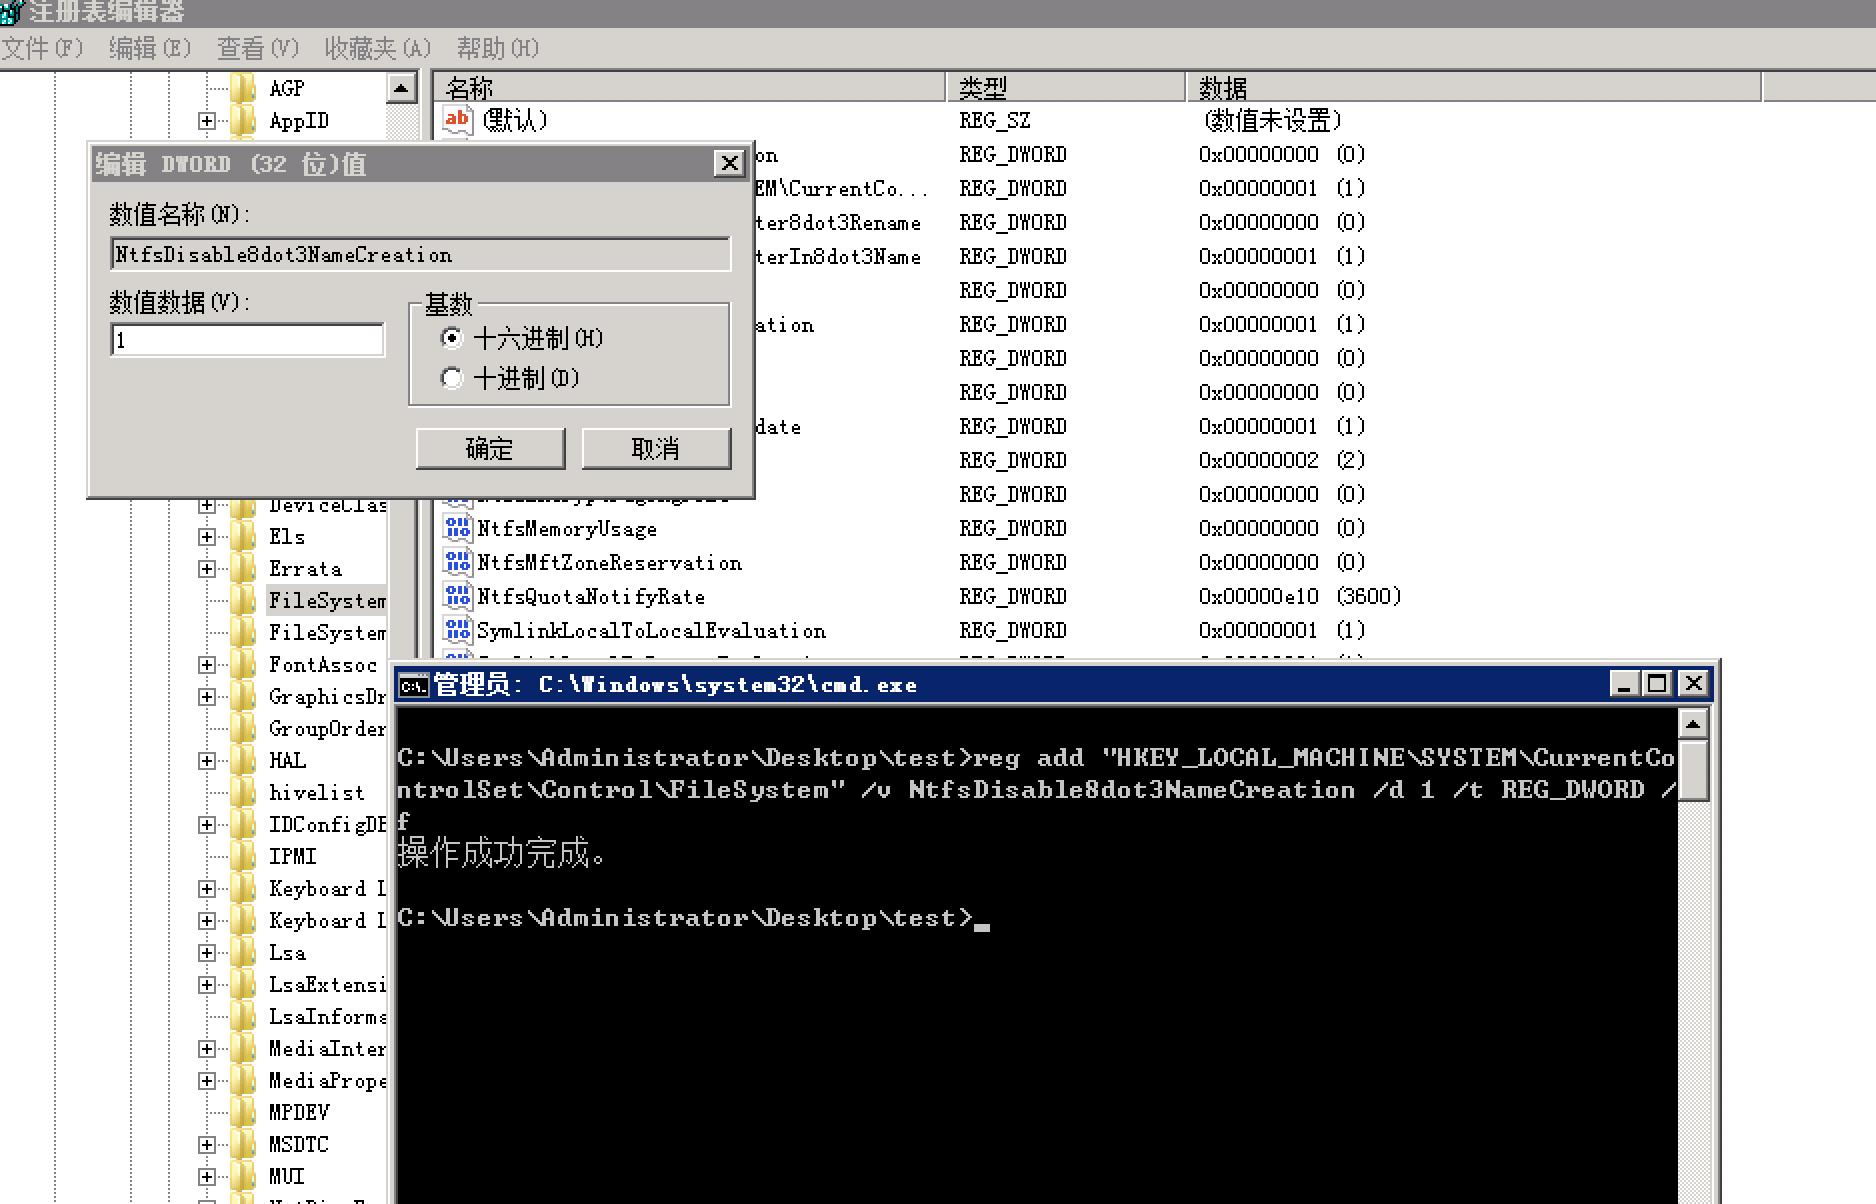 注册表编辑器
文件(F) 编辑(E) 查看(V) 收藏夹(A) 帮助(H)
AGP
AppID
名称 类型 数据
(默认) REG_SZ (数值未设置)
on REG_DWORD 0x00000000 (0)
EM\CurrentCo... REG_DWORD 0x00000001 (1)
ter8dot3Rename REG_DWORD 0x00000000 (0)
terIn8dot3Name REG_DWORD 0x00000001 (1)
REG_DWORD 0x00000000 (0)
ation REG_DWORD 0x00000001 (1)
REG_DWORD 0x00000000 (0)
REG_DWORD 0x00000000 (0)
date REG_DWORD 0x00000001 (1)
REG_DWORD 0x00000002 (2)
REG_DWORD 0x00000000 (0)
NtfsMemoryUsage REG_DWORD 0x00000000 (0)
NtfsMftZoneReservation REG_DWORD 0x00000000 (0)
NtfsQuotaNotifyRate REG_DWORD 0x00000e10 (3600)
SymlinkLocalToLocalEvaluation REG_DWORD 0x00000001 (1)
编辑 DWORD (32 位)值
数值名称(N):
NtfsDisable8dot3NameCreation
数值数据(V):
1
基数
十六进制(H)
十进制(D)
确定 取消
DeviceClas
Els
Errata
FileSystem
FileSystem
FontAssoc
GraphicsDr
GroupOrder
HAL
hivelist
IDConfigDB
IPMI
Keyboard L
Keyboard L
Lsa
LsaExtensi
LsaInforma
MediaInter
MediaPrope
MPDEV
MSDTC
MUI
管理员: C:\Windows\system32\cmd.exe
C:\Users\Administrator\Desktop\test>reg add "HKEY_LOCAL_MACHINE\SYSTEM\CurrentCo
ntrolSet\Control\FileSystem" /v NtfsDisable8dot3NameCreation /d 1 /t REG_DWORD /
f
操作成功完成。
C:\Users\Administrator\Desktop\test>